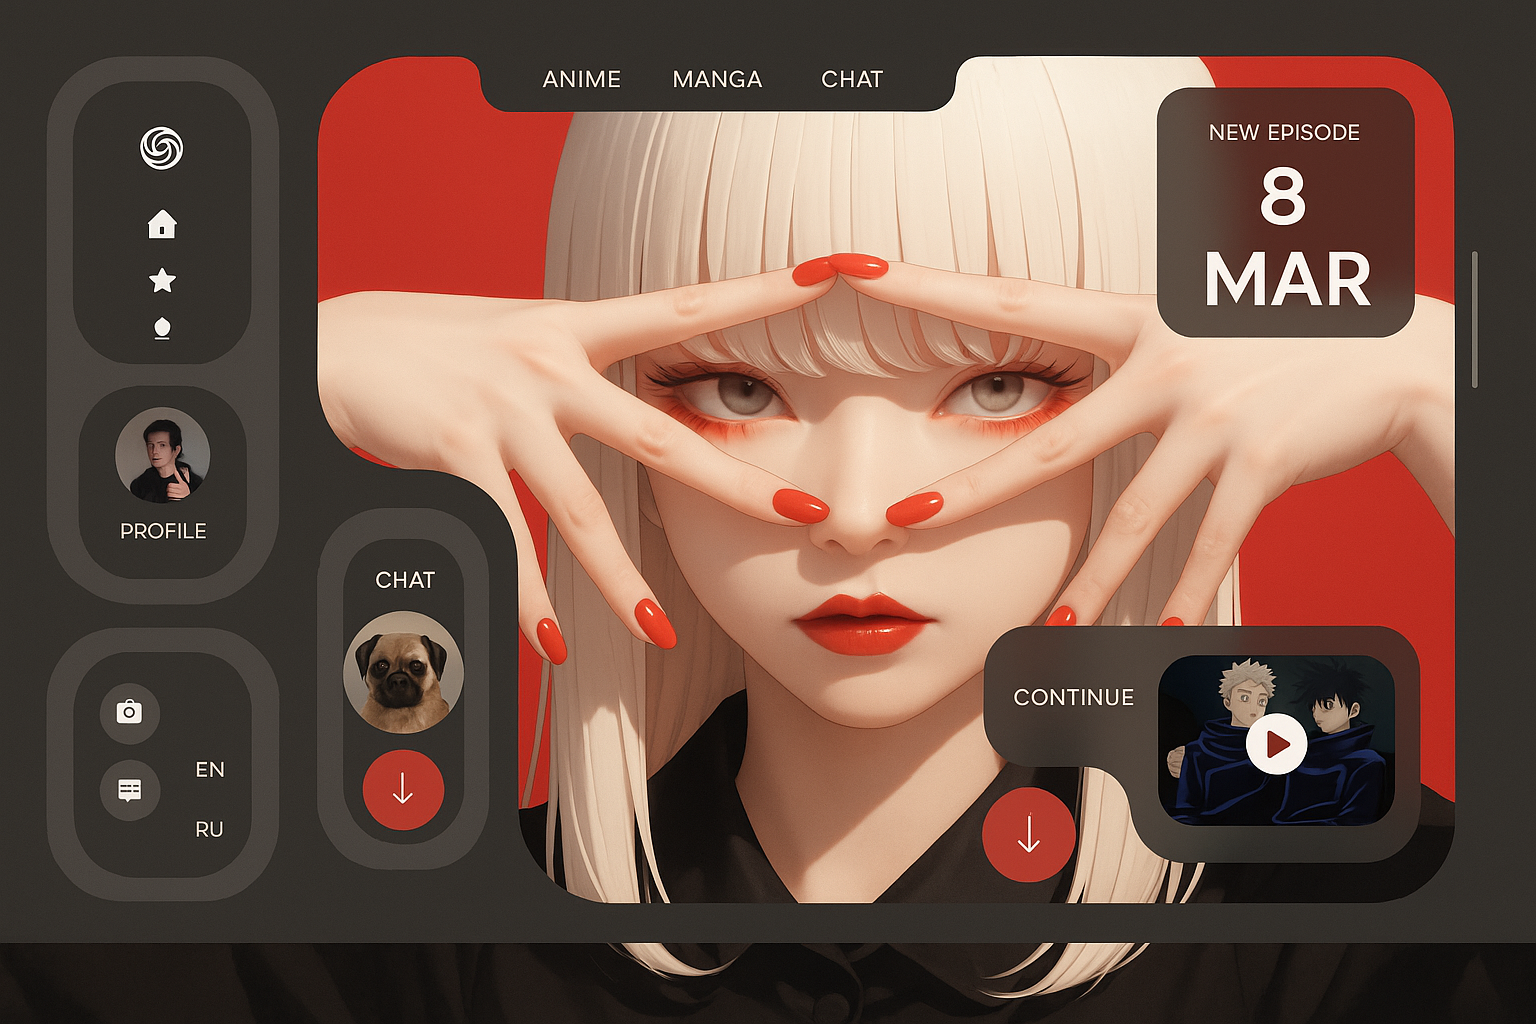 ANIME
MANGA
CHAT
NEW EPISODE
8
MAR
PROFILE
CHAT
CONTINUE
EN
RU